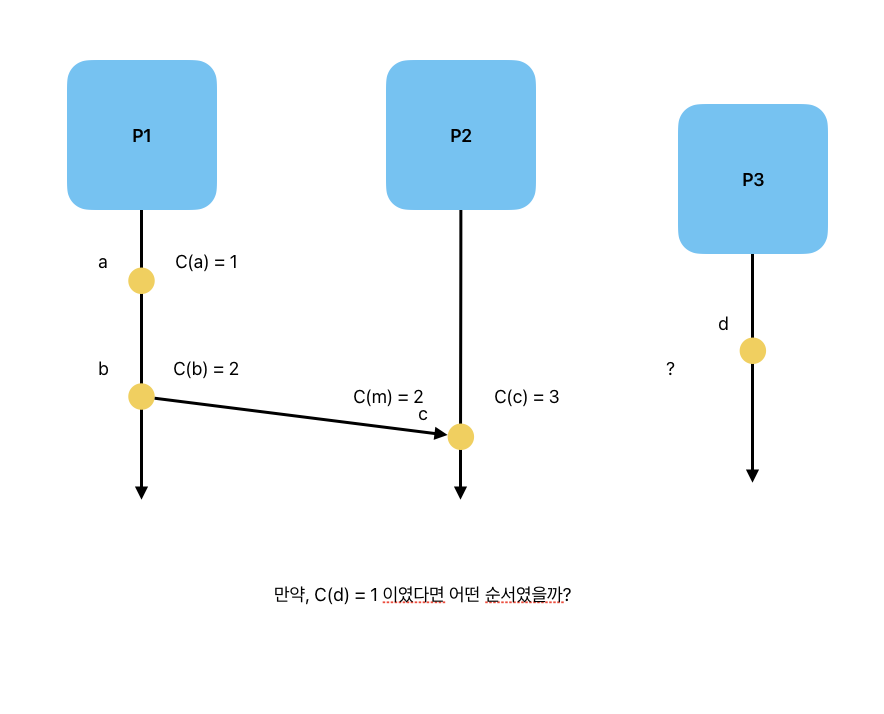 P1
P2
P3
a
C(a) = 1
d
b
C(b) = 2
?
C(m) = 2
C(c) = 3
c
만약, C(d) = 1 이였다면 어떤 순서였을까?